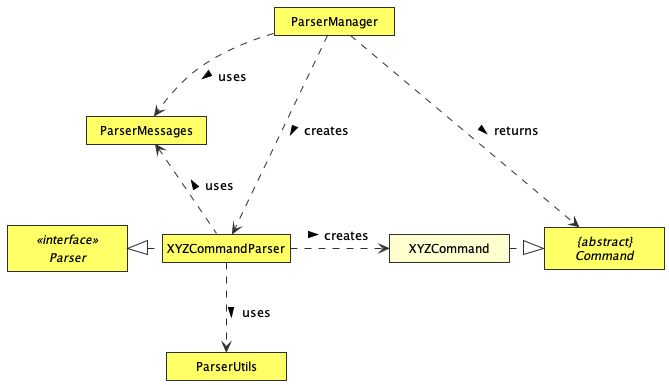 ParserManager
uses
ParserMessages
creates
returns
uses
«interface»
Parser
XYZCommandParser
creates
XYZCommand
{abstract}
Command
uses
ParserUtils